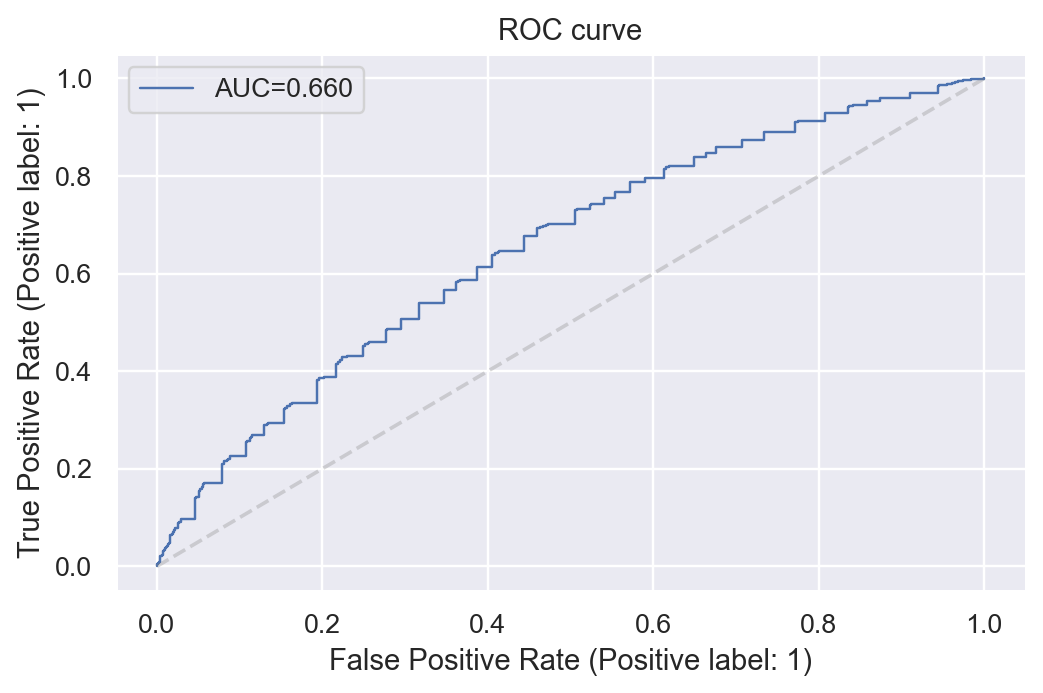 ROC curve
AUC=0.660
True Positive Rate (Positive label: 1)
1.0
0.8
0.6
0.4
0.2
0.0
0.0 0.2 0.4 0.6 0.8 1.0
False Positive Rate (Positive label: 1)